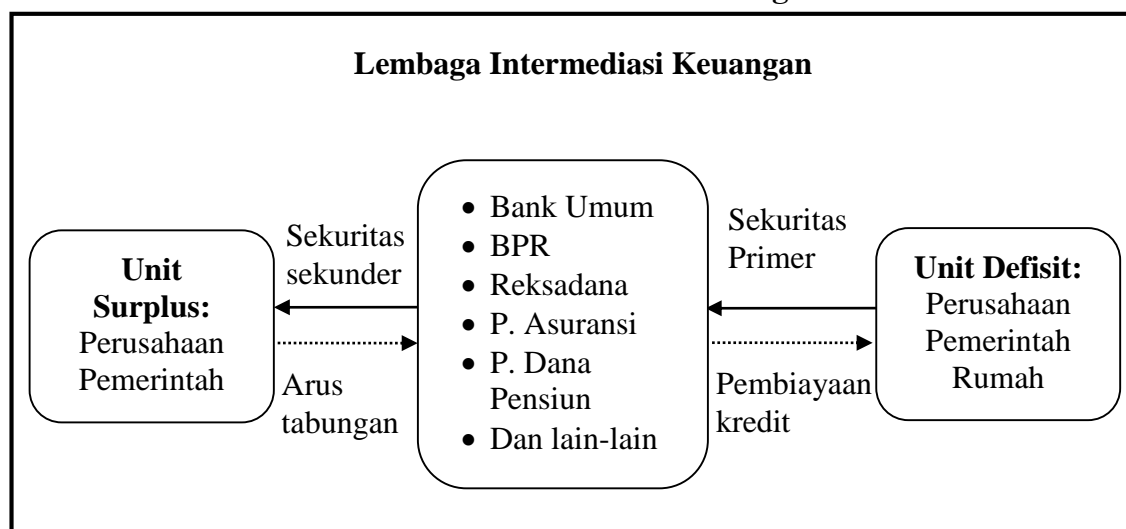 Lembaga Intermediasi Keuangan
Unit
Surplus:
Perusahaan
Pemerintah
Sekuritas
sekunder
Arus
tabungan
• Bank Umum
• BPR
• Reksadana
• P. Asuransi
• P. Dana
Pensiun
• Dan lain-lain
Sekuritas
Primer
Pembiayaan
kredit
Unit Defisit:
Perusahaan
Pemerintah
Rumah